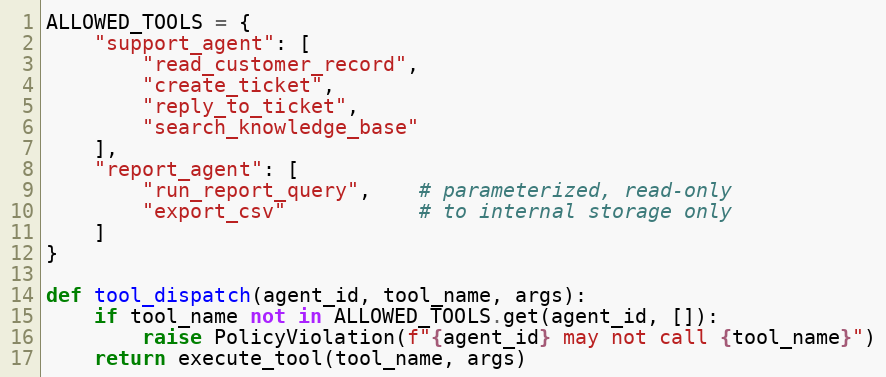 1 ALLOWED_TOOLS = {
2     "support_agent": [
3         "read_customer_record",
4         "create_ticket",
5         "reply_to_ticket",
6         "search_knowledge_base"
7     ],
8     "report_agent": [
9         "run_report_query",    # parameterized, read-only
10         "export_csv"           # to internal storage only
11     ]
12 }
13
14 def tool_dispatch(agent_id, tool_name, args):
15     if tool_name not in ALLOWED_TOOLS.get(agent_id, []):
16         raise PolicyViolation(f"{agent_id} may not call {tool_name}")
17     return execute_tool(tool_name, args)